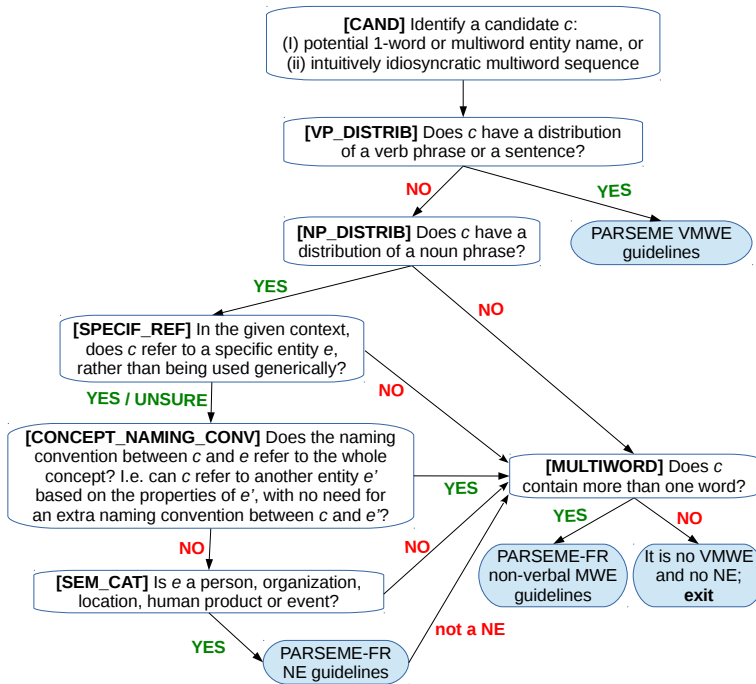 [CAND] Identify a candidate c:
(I) potential 1-word or multiword entity name, or
(ii) intuitively idiosyncratic multiword sequence
[VP_DISTRIB] Does c have a distribution
of a verb phrase or a sentence?
NO
YES
[NP_DISTRIB] Does c have a
distribution of a noun phrase?
PARSEME VMWE
guidelines
YES
NO
[SPECIF_REF] In the given context,
does c refer to a specific entity e,
rather than being used generically?
NO
YES / UNSURE
[CONCEPT_NAMING_CONV] Does the naming
convention between c and e refer to the whole
concept? I.e. can c refer to another entity e'
based on the properties of e', with no need for
an extra naming convention between c and e'?
YES
[MULTIWORD] Does c
contain more than one word?
NO
NO
YES
NO
[SEM_CAT] Is e a person, organization,
location, human product or event?
PARSEME-FR
non-verbal MWE
guidelines
It is no VMWE
and no NE;
exit
YES
not a NE
PARSEME-FR
NE guidelines